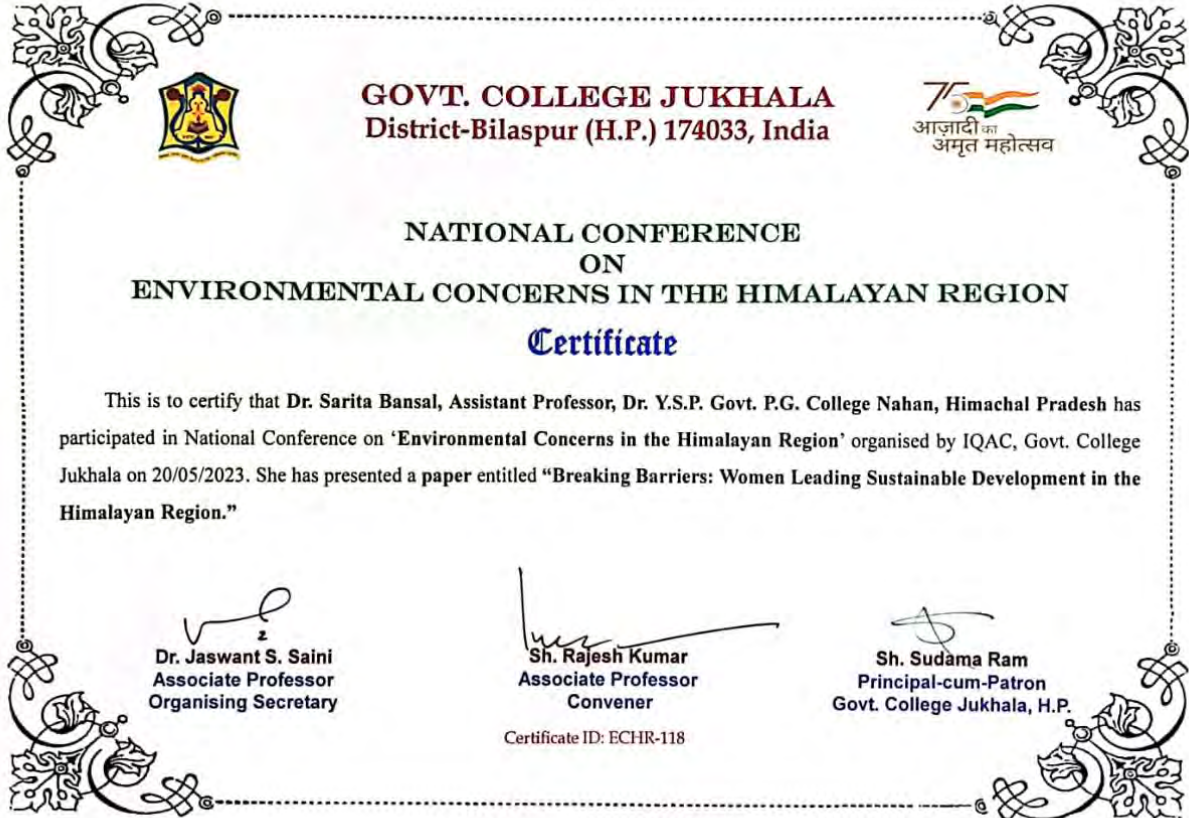 GOVT. COLLEGE JUKHALA
District-Bilaspur (H.P.) 174033, India
75
आज़ादी का
अमृत महोत्सव
NATIONAL CONFERENCE
ON
ENVIRONMENTAL CONCERNS IN THE HIMALAYAN REGION
Certificate
This is to certify that Dr. Sarita Bansal, Assistant Professor, Dr. Y.S.P. Govt. P.G. College Nahan, Himachal Pradesh has
participated in National Conference on ‘Environmental Concerns in the Himalayan Region’ organised by IQAC, Govt. College
Jukhala on 20/05/2023. She has presented a paper entitled “Breaking Barriers: Women Leading Sustainable Development in the
Himalayan Region.”
Dr. Jaswant S. Saini
Associate Professor
Organising Secretary
Sh. Rajesh Kumar
Associate Professor
Convener
Sh. Sudama Ram
Principal-cum-Patron
Govt. College Jukhala, H.P.
Certificate ID: ECHR-118